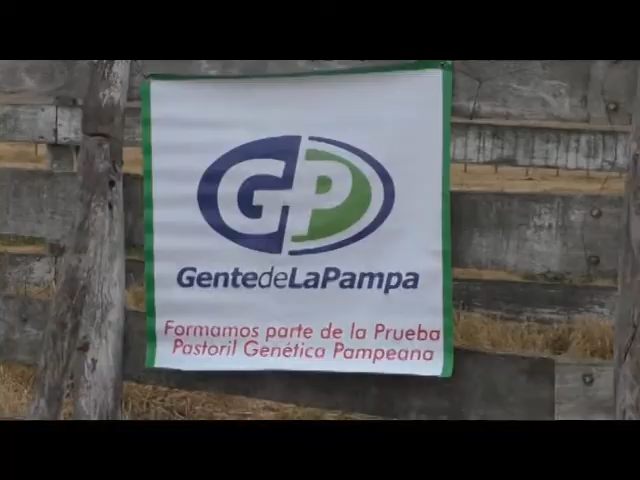 GP
GentedeLaPampa
Formamos parte de la Prueba
Pastoril Genética Pampeana